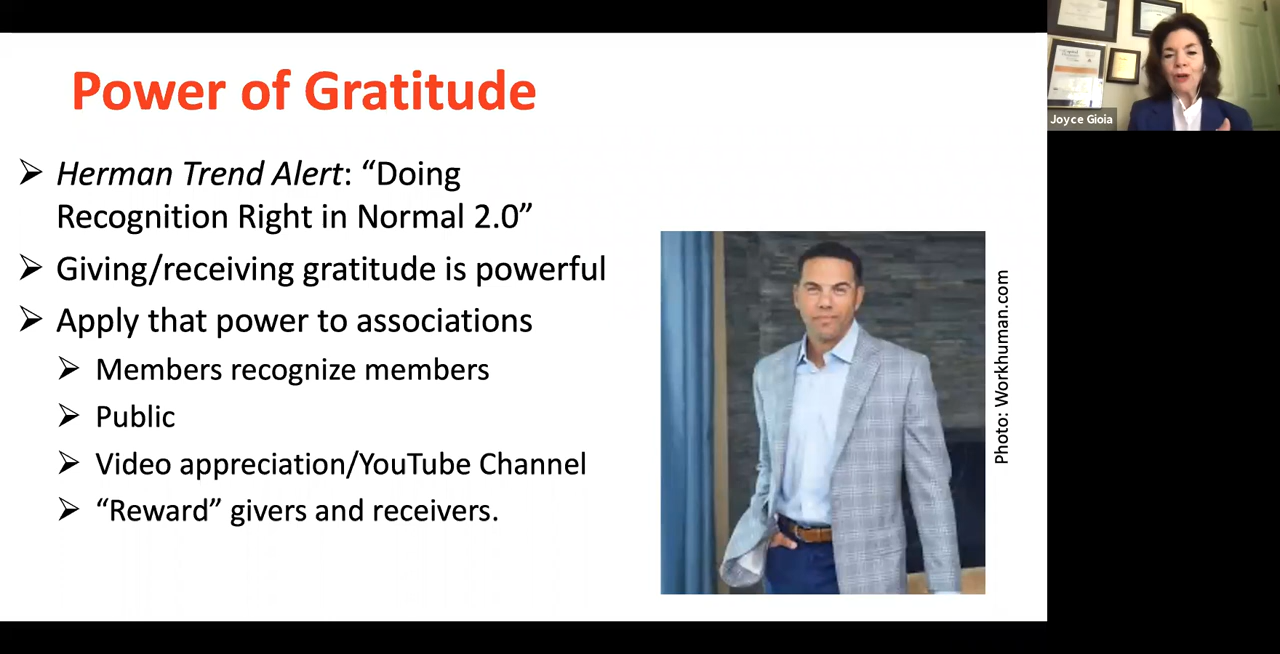 Power of Gratitude
➢ Herman Trend Alert: “Doing
Recognition Right in Normal 2.0”
➢ Giving/receiving gratitude is powerful
➢ Apply that power to associations
➢ Members recognize members
➢ Public
➢ Video appreciation/YouTube Channel
➢ “Reward” givers and receivers.
Photo: Workhuman.com
Joyce Gioia